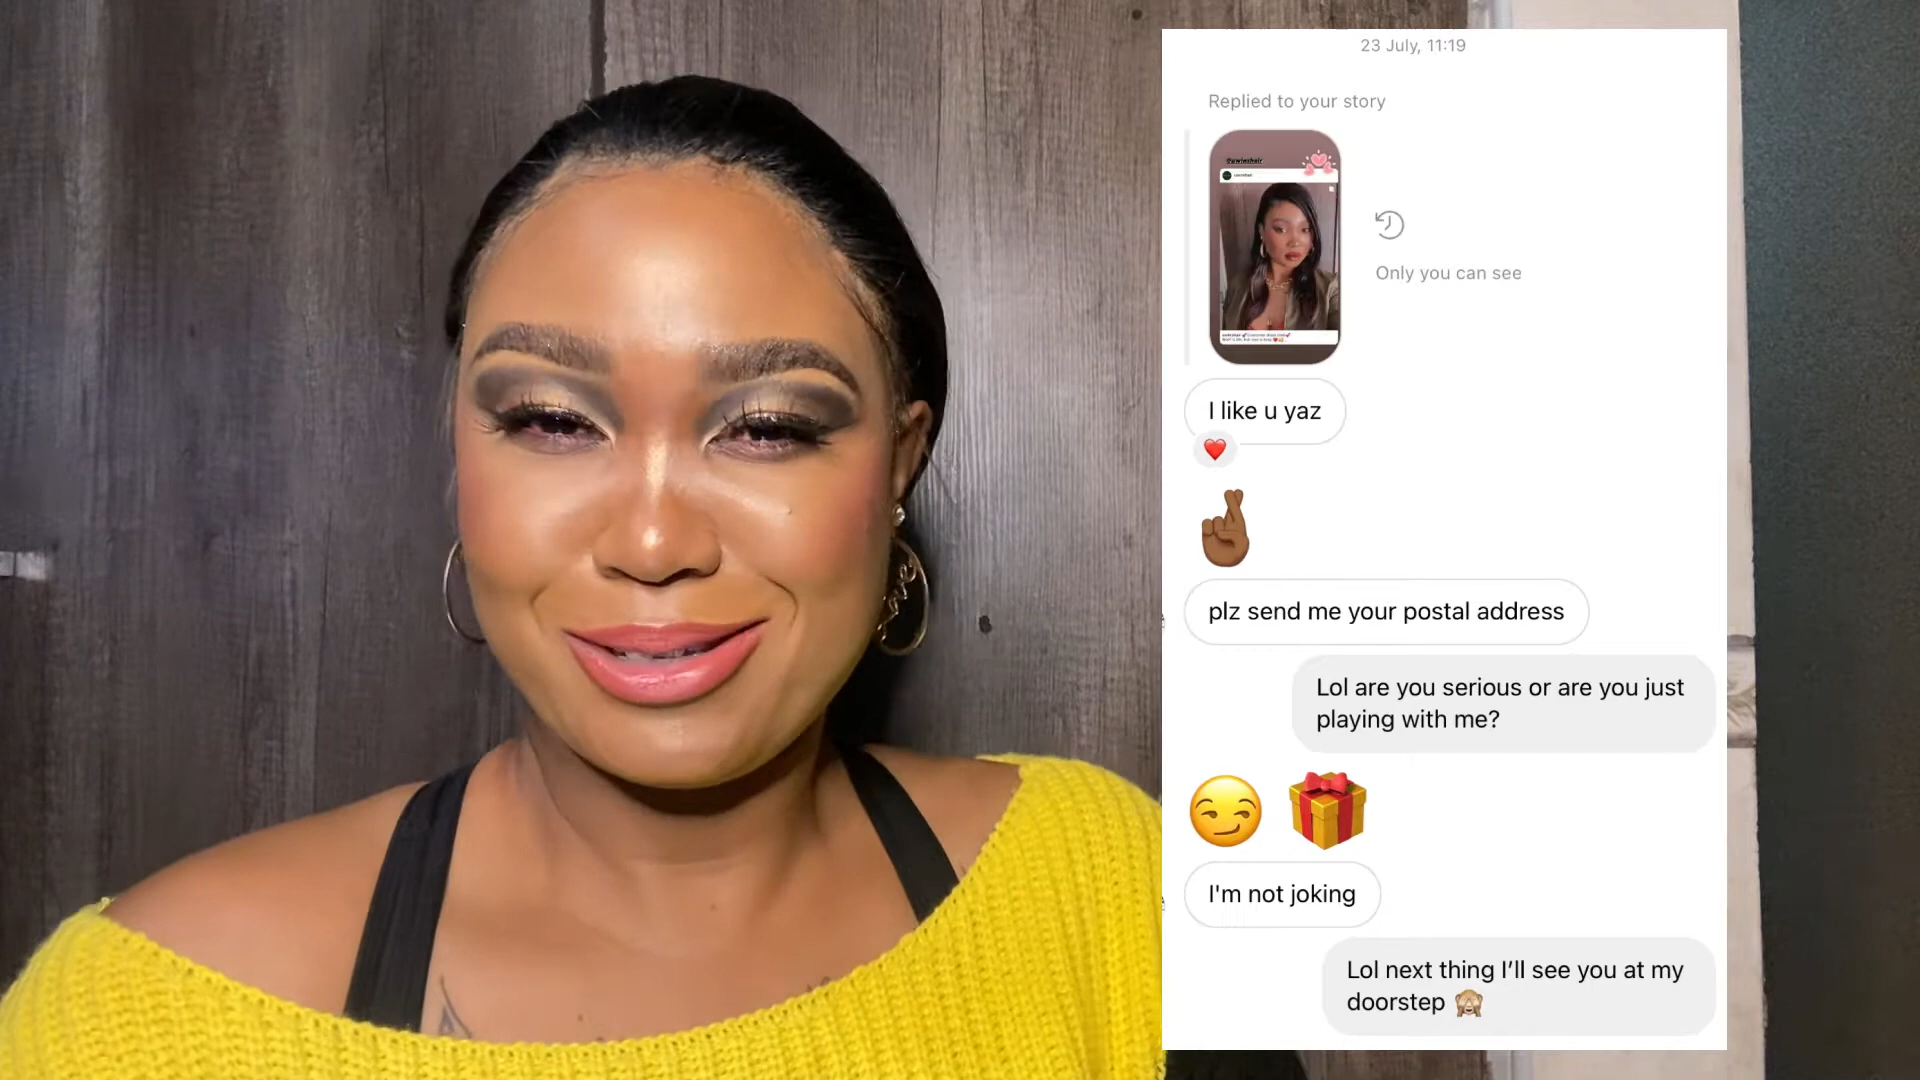 23 July, 11:19
Replied to your story
Only you can see
I like u yaz
plz send me your postal address
Lol are you serious or are you just
playing with me?
I'm not joking
Lol next thing I’ll see you at my
doorstep